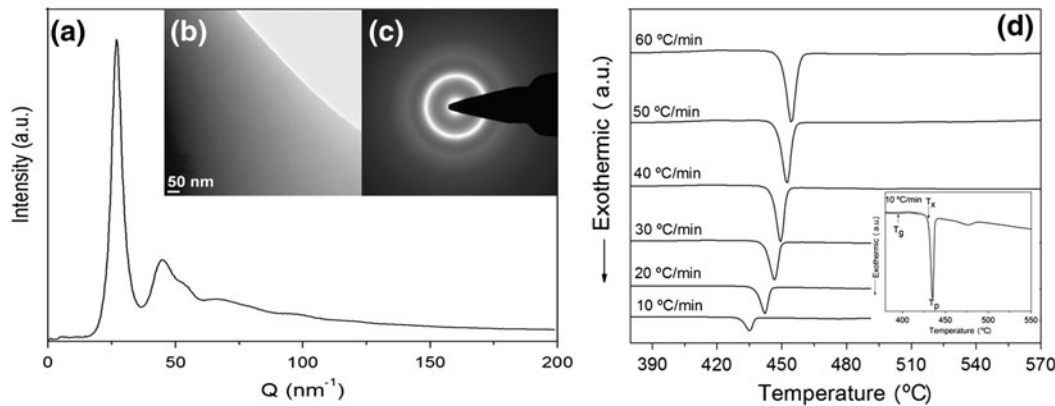 (a)
(b)
50 nm
(c)
Intensity (a.u.)
0 50 100 150 200
Q (nm⁻¹)
(d)
60 ºC/min
50 ºC/min
40 ºC/min
30 ºC/min
20 ºC/min
10 ºC/min
Exothermic (a.u.)
390 420 450 480 510 540 570
Temperature (ºC)
10 ºC/min
Tg
Tx
Tp
Exothermic (a.u)
400 450 500 550
Temperature (ºC)